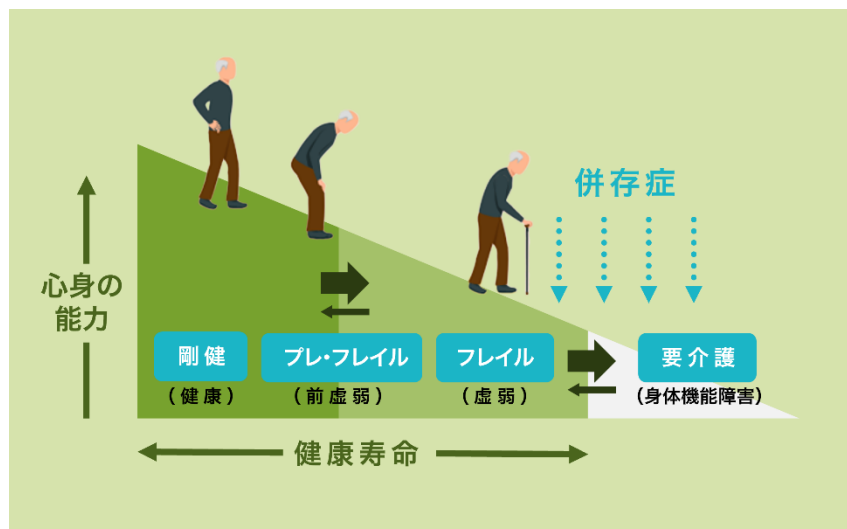 併存症
心身の
能力
剛健
プレ・フレイル
フレイル
要介護
(健康)
(前虚弱)
(虚弱)
(身体機能障害)
健康寿命